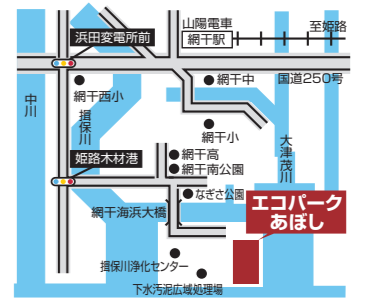 山陽電車
網干駅
至姫路
浜田変電所前
網干西小
網干中
国道250号
中川
揖保川
網干小
大津茂川
姫路木材港
網干高
網干南公園
なぎさ公園
網干海浜大橋
エコパーク
あぼし
揖保川浄化センター
下水汚泥広域処理場